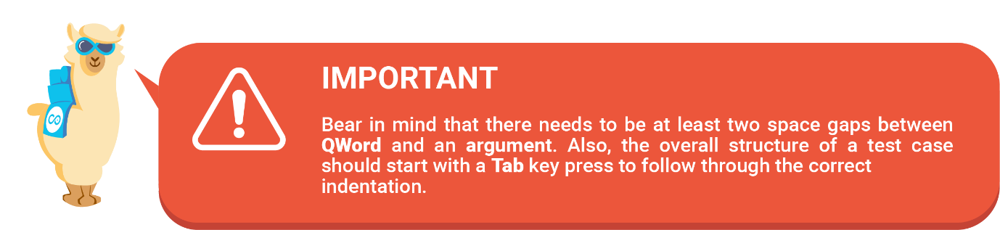 IMPORTANT
Bear in mind that there needs to be at least two space gaps between
QWord and an argument. Also, the overall structure of a test case
should start with a Tab key press to follow through the correct
indentation.